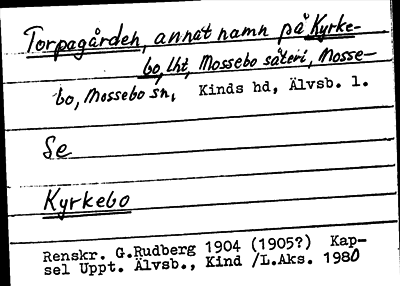 Torpagården, annat namn på Kyrke-
bo, lht, Mossebo säteri, Mosse-
bo, Mossebo sn, Kinds hd, Älvsb. l.
Se
Kyrkebo
Renskr. G.Rudberg 1904 (1905?) Kap-
sel Uppt. Älvsb., Kind /L.Aks. 1980